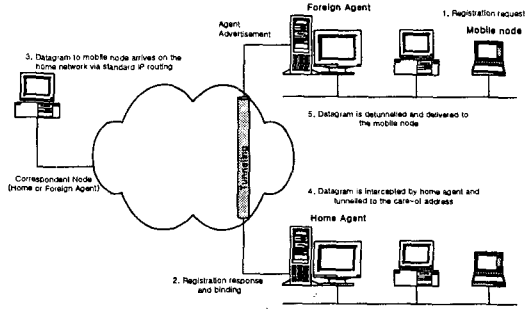 Foreign Agent
1. Registration request
Mobile node
Agent
Advertisement
3. Datagram to mobile node arrives on the
home network via standard IP routing
5. Datagram is detunnelled and delivered to
the mobile node
Tunneling
Correspondent Node
(Home or Foreign Agent)
4. Datagram is intercepted by home agent and
tunnelled to the care-of address
Home Agent
2. Registration response
and binding